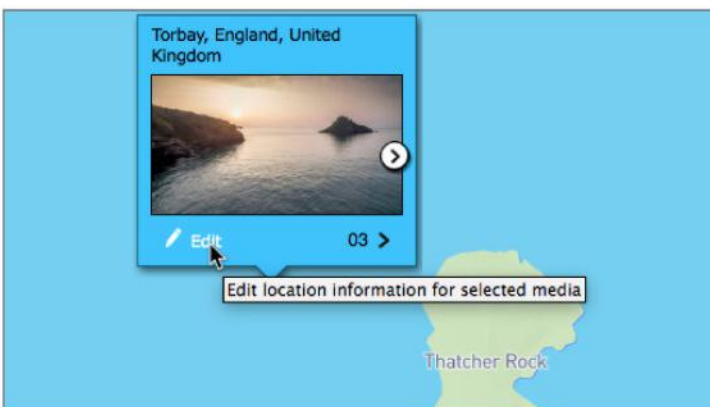 Torbay, England, United
Kingdom
Edit
03
Edit location information for selected media
Thatcher Rock